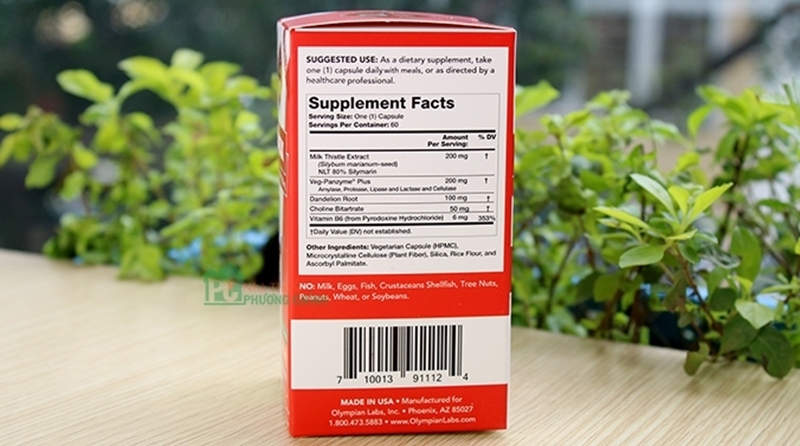 SUGGESTED USE: As a dietary supplement, take
one (1) capsule dailywith meals, or as directed by a
healthcare professional.
Supplement Facts
Serving Size: One (1) Capsule
Servings Per Container: 60
Amount Per Serving: % DV
Milk Thistle Extract 200 mg †
(Silybum marianum-seed)
NLT 80% Silymarin
Veg-Panzyme® Plus 200 mg †
Amylase, Protease, Lipase and Lactase and Cellulase
Dandelion Root 100 mg †
Choline Bitartrate 50 mg †
Vitamin B6 (from Pyrodoxine Hydrochloride) 6 mg 353%
†Daily Value (DV) not established.
Other Ingredients: Vegetarian Capsule (HPMC),
Microcrystalline Cellulose (Plant Fiber), Silica, Rice Flour, and
Ascorbyl Palmitate.
NO: Milk, Eggs, Fish, Crustaceans Shellfish, Tree Nuts,
Peanuts, Wheat, or Soybeans.
PG
PHƯƠNG
7 10013 91112 4
MADE IN USA • Manufactured for
Olympian Labs, Inc. • Phoenix, AZ 85027
1.800.473.5883 • www.OlympianLabs.com